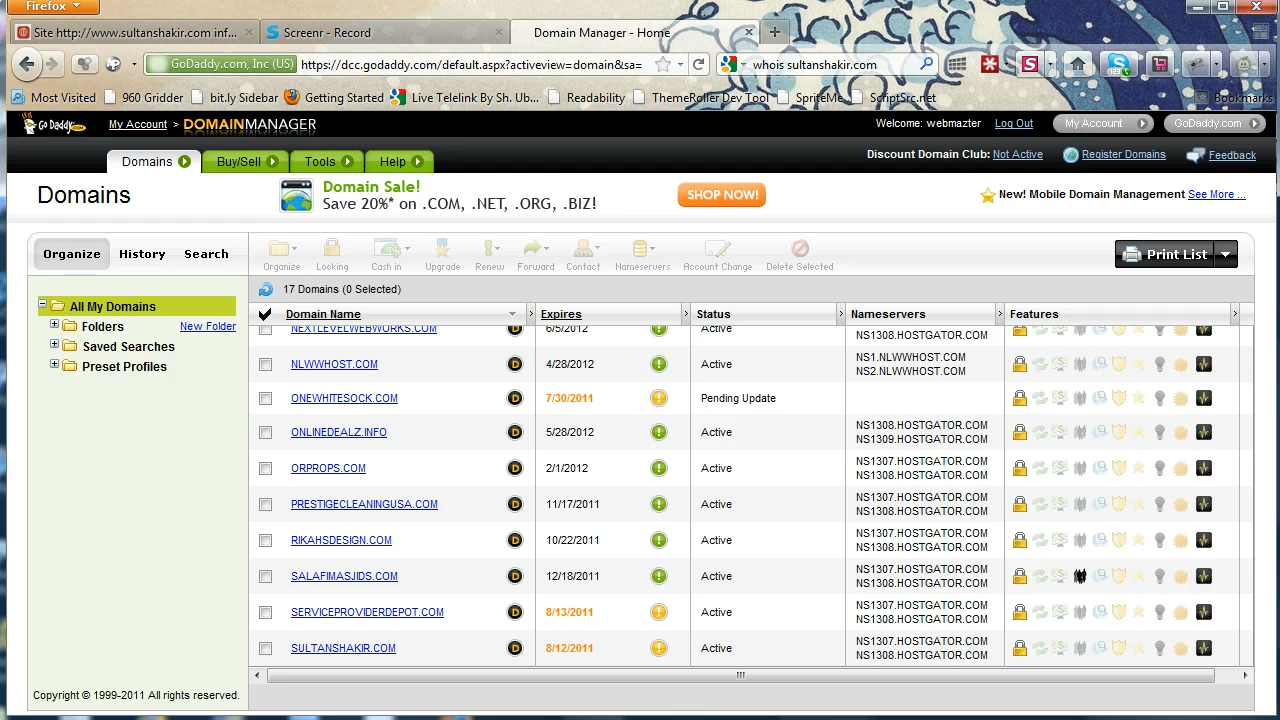 Firefox
Site http://www.sultanshakir.com inf...
Screenr - Record
Domain Manager - Home
GoDaddy.com, Inc (US)
https://dcc.godaddy.com/default.aspx?activeview=domain&sa=
whois sultanshakir.com
Most Visited
960 Gridder
bit.ly Sidebar
Getting Started
Live Telelink By Sh. Ub...
Readability
ThemeRoller Dev Tool
SpriteMe
ScriptSrc.net
Bookmarks
Go Daddy
My Account > DOMAINMANAGER
Welcome: webmazter
Log Out
My Account
GoDaddy.com
Domains
Buy/Sell
Tools
Help
Discount Domain Club: Not Active
Register Domains
Feedback
Domains
Domain Sale!
Save 20%* on .COM, .NET, .ORG, .BIZ!
SHOP NOW!
New! Mobile Domain Management See More ...
Organize
History
Search
Organize
Locking
Cash in
Upgrade
Renew
Forward
Contact
Nameservers
Account Change
Delete Selected
Print List
17 Domains (0 Selected)
All My Domains
Folders
New Folder
Saved Searches
Preset Profiles
Domain Name
Expires
Status
Nameservers
Features
NEXTLEVELWEBWORKS.COM D 6/5/2012 Active
NS1308.HOSTGATOR.COM
NLWWHOST.COM D 4/28/2012 Active NS1.NLWWHOST.COM
NS2.NLWWHOST.COM
ONEWHITESOCK.COM D 7/30/2011 Pending Update
ONLINEDEALZ.INFO D 5/28/2012 Active NS1308.HOSTGATOR.COM
NS1309.HOSTGATOR.COM
ORPROPS.COM D 2/1/2012 Active NS1307.HOSTGATOR.COM
NS1308.HOSTGATOR.COM
PRESTIGECLEANINGUSA.COM D 11/17/2011 Active NS1307.HOSTGATOR.COM
NS1308.HOSTGATOR.COM
RIKAHSDESIGN.COM D 10/22/2011 Active NS1307.HOSTGATOR.COM
NS1308.HOSTGATOR.COM
SALAFIMASJIDS.COM D 12/18/2011 Active NS1307.HOSTGATOR.COM
NS1308.HOSTGATOR.COM
SERVICEPROVIDERDEPOT.COM D 8/13/2011 Active NS1307.HOSTGATOR.COM
NS1308.HOSTGATOR.COM
SULTANSHAKIR.COM D 8/12/2011 Active NS1307.HOSTGATOR.COM
NS1308.HOSTGATOR.COM
Copyright © 1999-2011 All rights reserved.